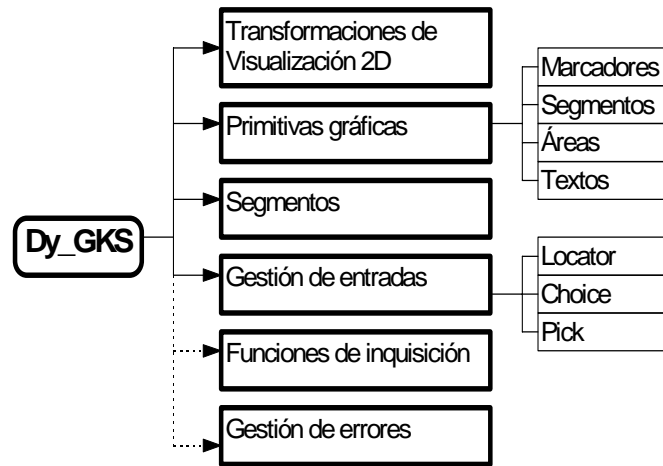 Transformaciones de
Visualización 2D
Primitivas gráficas
Marcadores
Segmentos
Áreas
Textos
Segmentos
Dy_GKS
Gestión de entradas
Locator
Choice
Pick
Funciones de inquisición
Gestión de errores